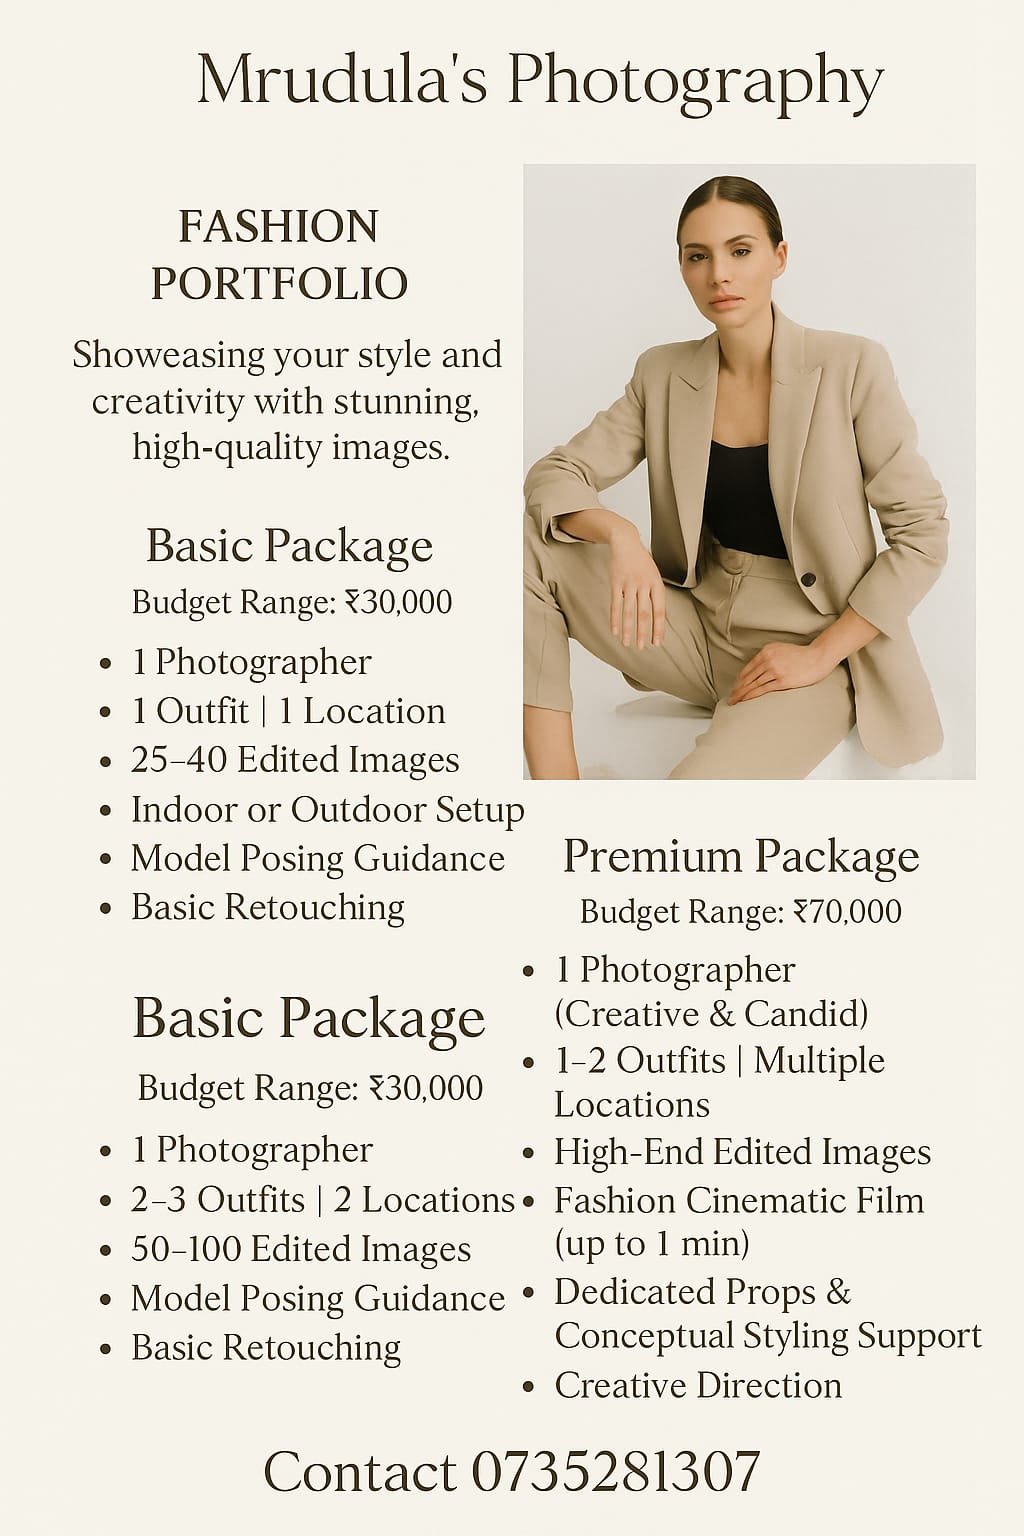 Mrudula's Photography
FASHION
PORTFOLIO
Showeasing your style and
creativity with stunning,
high-quality images.
Basic Package
Budget Range: ₹30,000
• 1 Photographer
• 1 Outfit | 1 Location
• 25–40 Edited Images
• Indoor or Outdoor Setup
• Model Posing Guidance
• Basic Retouching
Basic Package
Budget Range: ₹30,000
• 1 Photographer
• 2–3 Outfits | 2 Locations
• 50–100 Edited Images
• Model Posing Guidance
• Basic Retouching
Premium Package
Budget Range: ₹70,000
• 1 Photographer
(Creative & Candid)
• 1–2 Outfits | Multiple
Locations
• High-End Edited Images
• Fashion Cinematic Film
(up to 1 min)
• Dedicated Props &
Conceptual Styling Support
• Creative Direction
Contact 0735281307